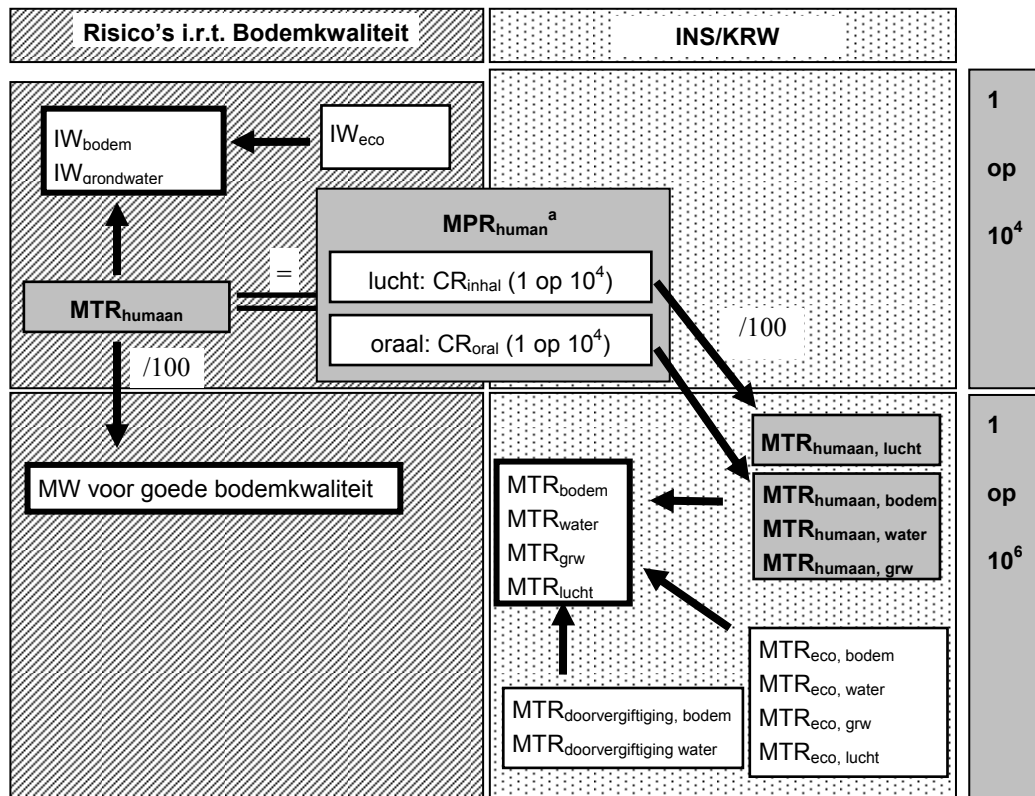 Risico's i.r.t. Bodemkwaliteit
INS/KRW
1
op
10⁴
IWbodem
IWgrondwater
IWeco
MPRhumanᵃ
lucht: CRinhal (1 op 10⁴)
oraal: CRoral (1 op 10⁴)
=
MTRhumaan
/100
/100
1
op
10⁶
MW voor goede bodemkwaliteit
MTRhumaan, lucht
MTRhumaan, bodem
MTRhumaan, water
MTRhumaan, grw
MTRbodem
MTRwater
MTRgrw
MTRlucht
MTReco, bodem
MTReco, water
MTReco, grw
MTReco, lucht
MTRdoorvergiftiging, bodem
MTRdoorvergiftiging water